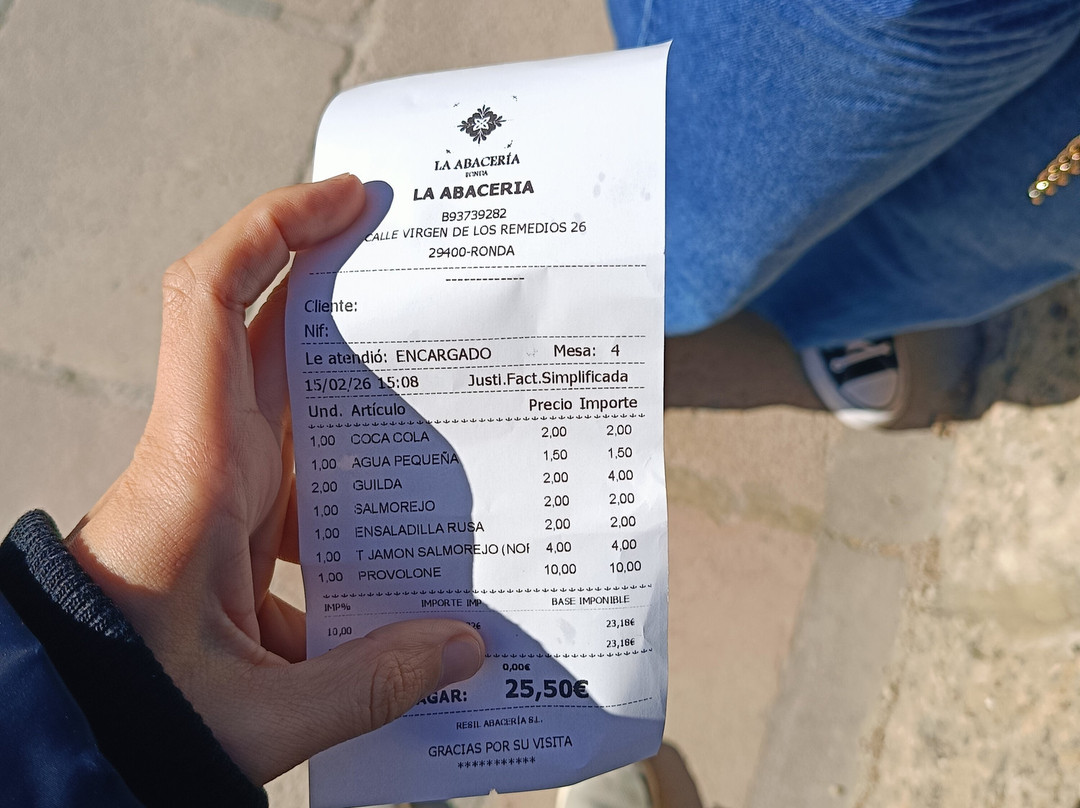 LA ABACERÍA
RONDA
LA ABACERIA
B93739282
CALLE VIRGEN DE LOS REMEDIOS 26
29400-RONDA
Cliente:
Nif:
Le atendió: ENCARGADO Mesa: 4
15/02/26 15:08 Justi.Fact.Simplificada
Und. Artículo Precio Importe
1,00 COCA COLA 2,00 2,00
1,00 AGUA PEQUEÑA 1,50 1,50
2,00 GUILDA 2,00 4,00
1,00 SALMOREJO 2,00 2,00
1,00 ENSALADILLA RUSA 2,00 2,00
1,00 T JAMON SALMOREJO (NOR 4,00 4,00
1,00 PROVOLONE 10,00 10,00
IMP% IMPORTE IMP BASE IMPONIBLE
10,00 23,18€
23,18€
0,00€
AGAR: 25,50€
RESIL ABACERÍA S.L.
GRACIAS POR SU VISITA
***********